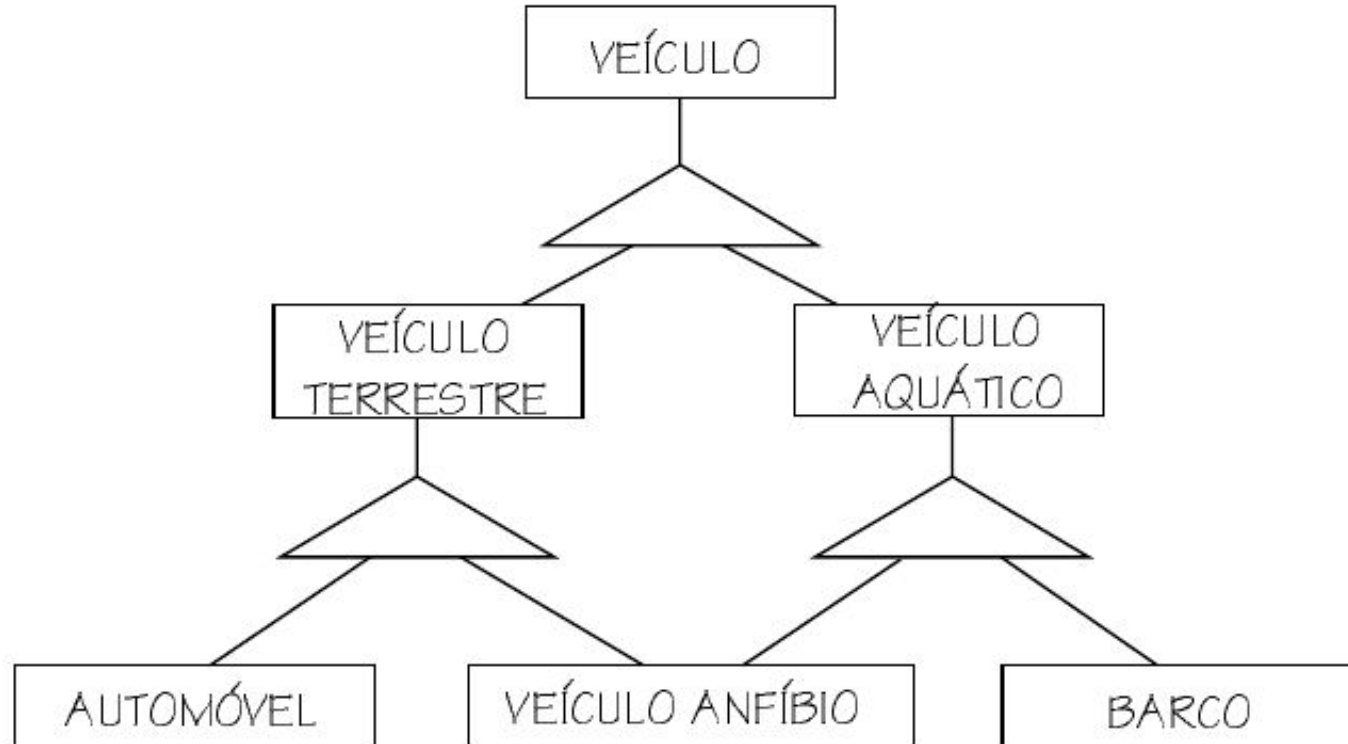 VEÍCULO
VEÍCULO
TERRESTRE
VEÍCULO
AQUÁTICO
AUTOMÓVEL
VEÍCULO ANFÍBIO
BARCO